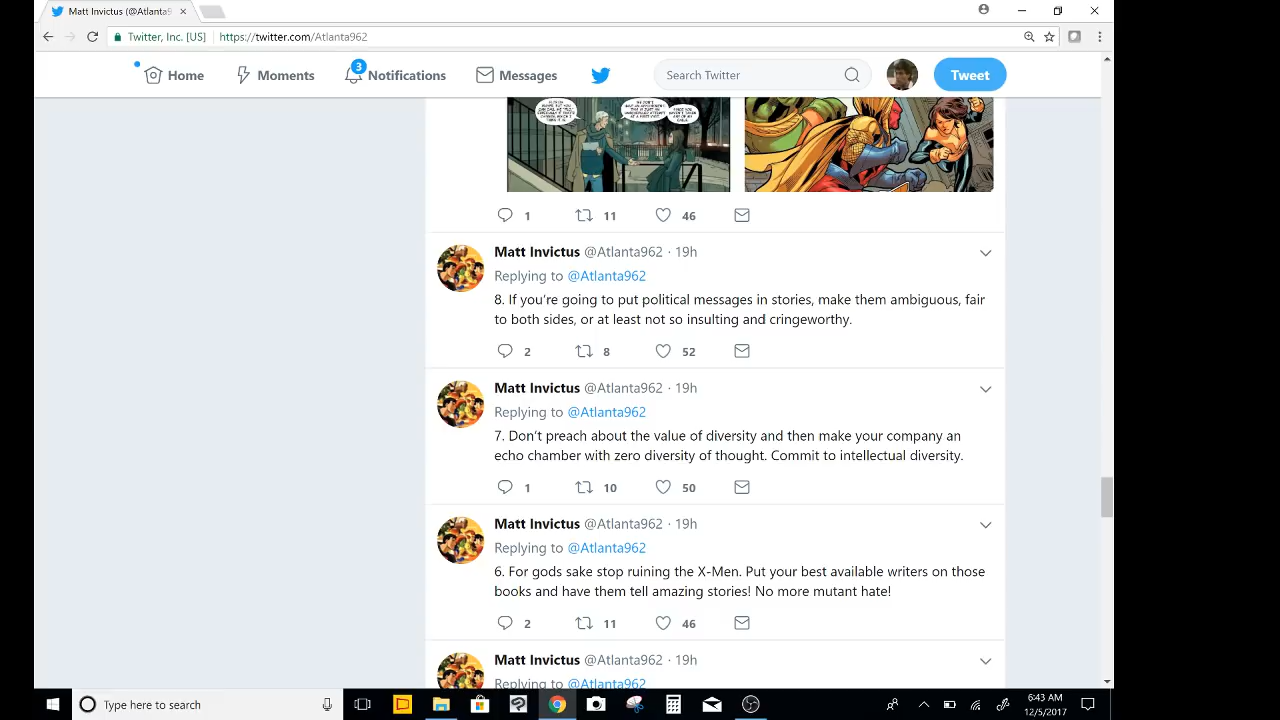 Matt Invictus (@Atlanta9
Twitter, Inc. [US]
https://twitter.com/Atlanta962
Home
Moments
3
Notifications
Messages
Search Twitter
Tweet
1
11
46
Matt Invictus @Atlanta962 · 19h
Replying to @Atlanta962
8. If you’re going to put political messages in stories, make them ambiguous, fair
to both sides, or at least not so insulting and cringeworthy.
2
8
52
Matt Invictus @Atlanta962 · 19h
Replying to @Atlanta962
7. Don’t preach about the value of diversity and then make your company an
echo chamber with zero diversity of thought. Commit to intellectual diversity.
1
10
50
Matt Invictus @Atlanta962 · 19h
Replying to @Atlanta962
6. For gods sake stop ruining the X-Men. Put your best available writers on those
books and have them tell amazing stories! No more mutant hate!
2
11
46
Matt Invictus @Atlanta962 · 19h
Replying to @Atlanta962
Type here to search
6:43 AM
12/5/2017